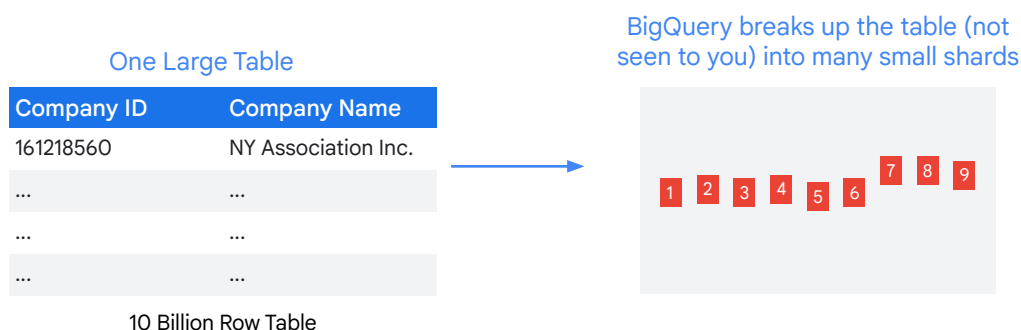 One Large Table
Company ID Company Name
161218560 NY Association Inc.
... ...
... ...
... ...
10 Billion Row Table
BigQuery breaks up the table (not
seen to you) into many small shards
1 2 3 4 5 6 7 8 9